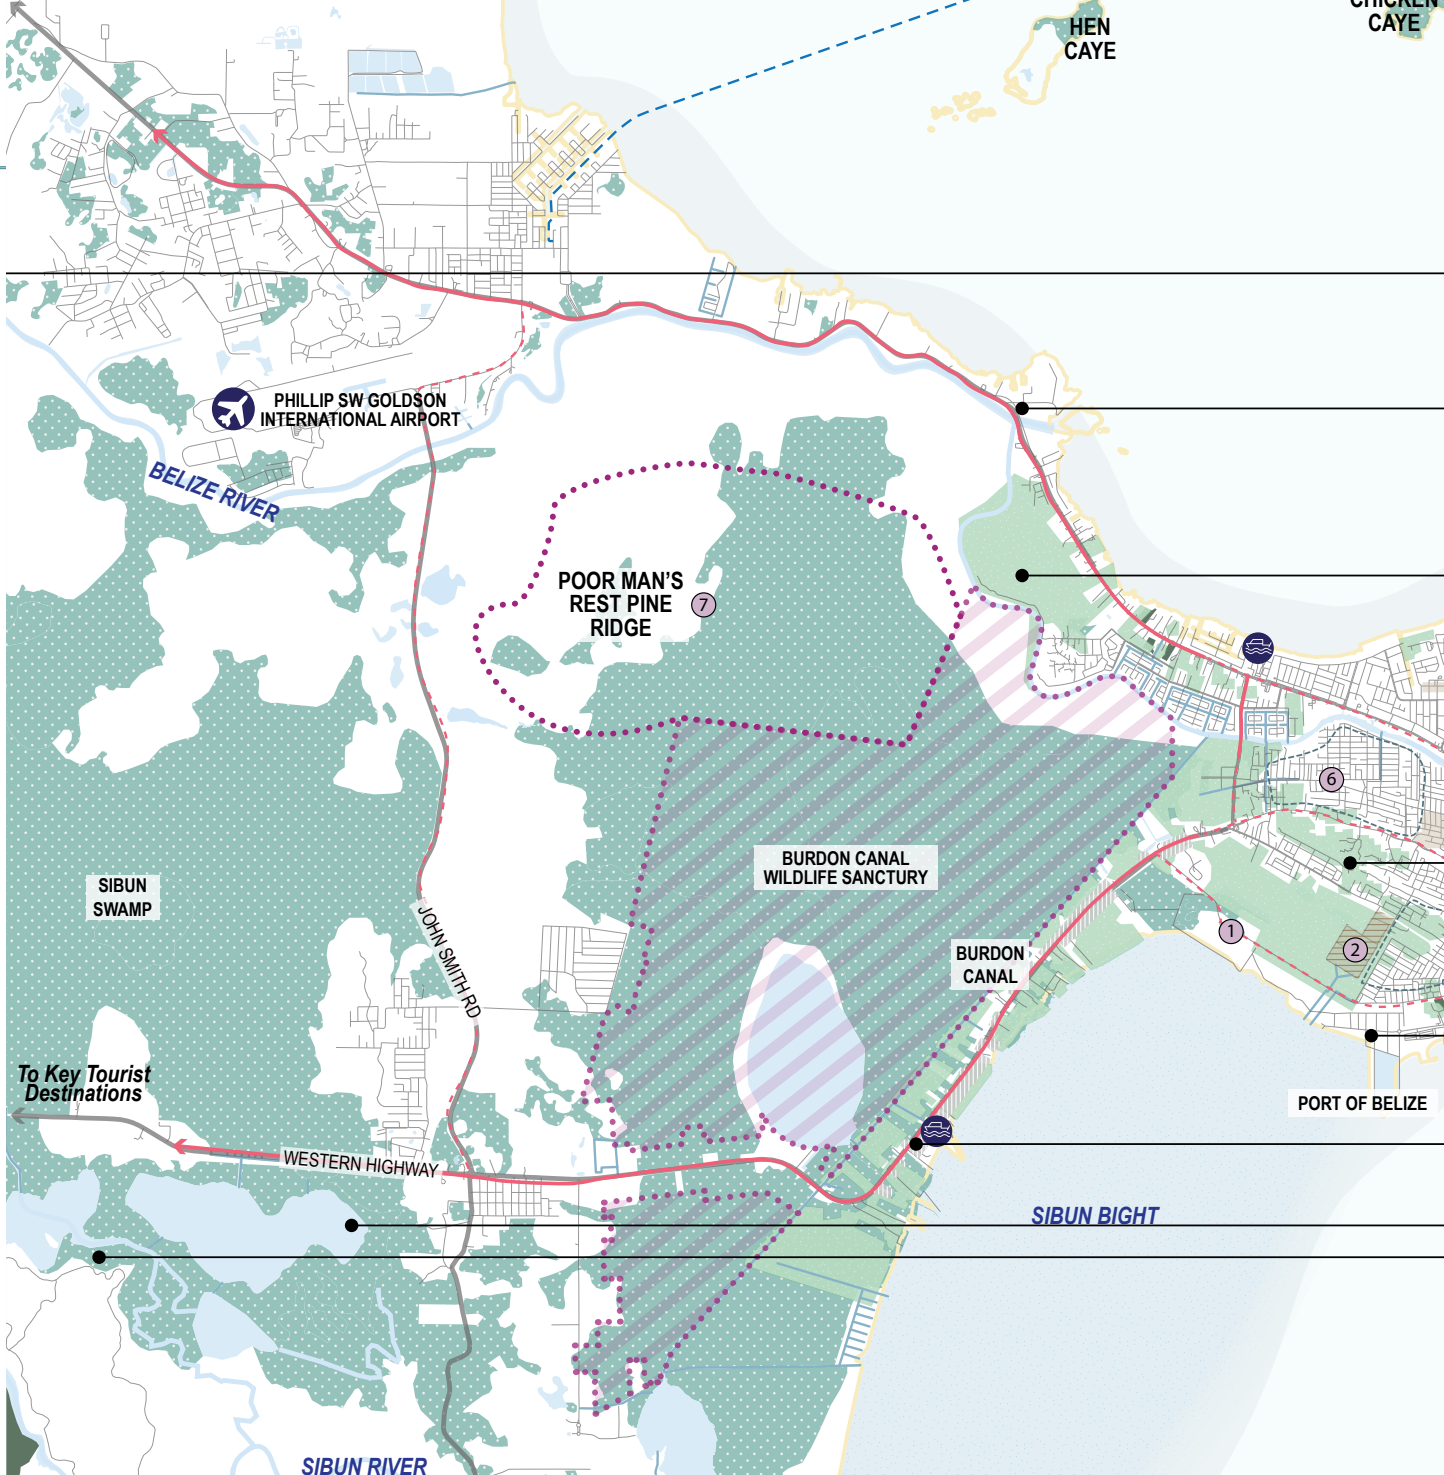 HEN
CAYE
CHICKEN
CAYE
PHILLIP SW GOLDSON
INTERNATIONAL AIRPORT
BELIZE RIVER
POOR MAN'S
REST PINE
RIDGE
7
6
BURDON CANAL
WILDLIFE SANCTURY
SIBUN
SWAMP
JOHN SMITH RD
BURDON
CANAL
1
2
To Key Tourist
Destinations
PORT OF BELIZE
WESTERN HIGHWAY
SIBUN BIGHT
SIBUN RIVER